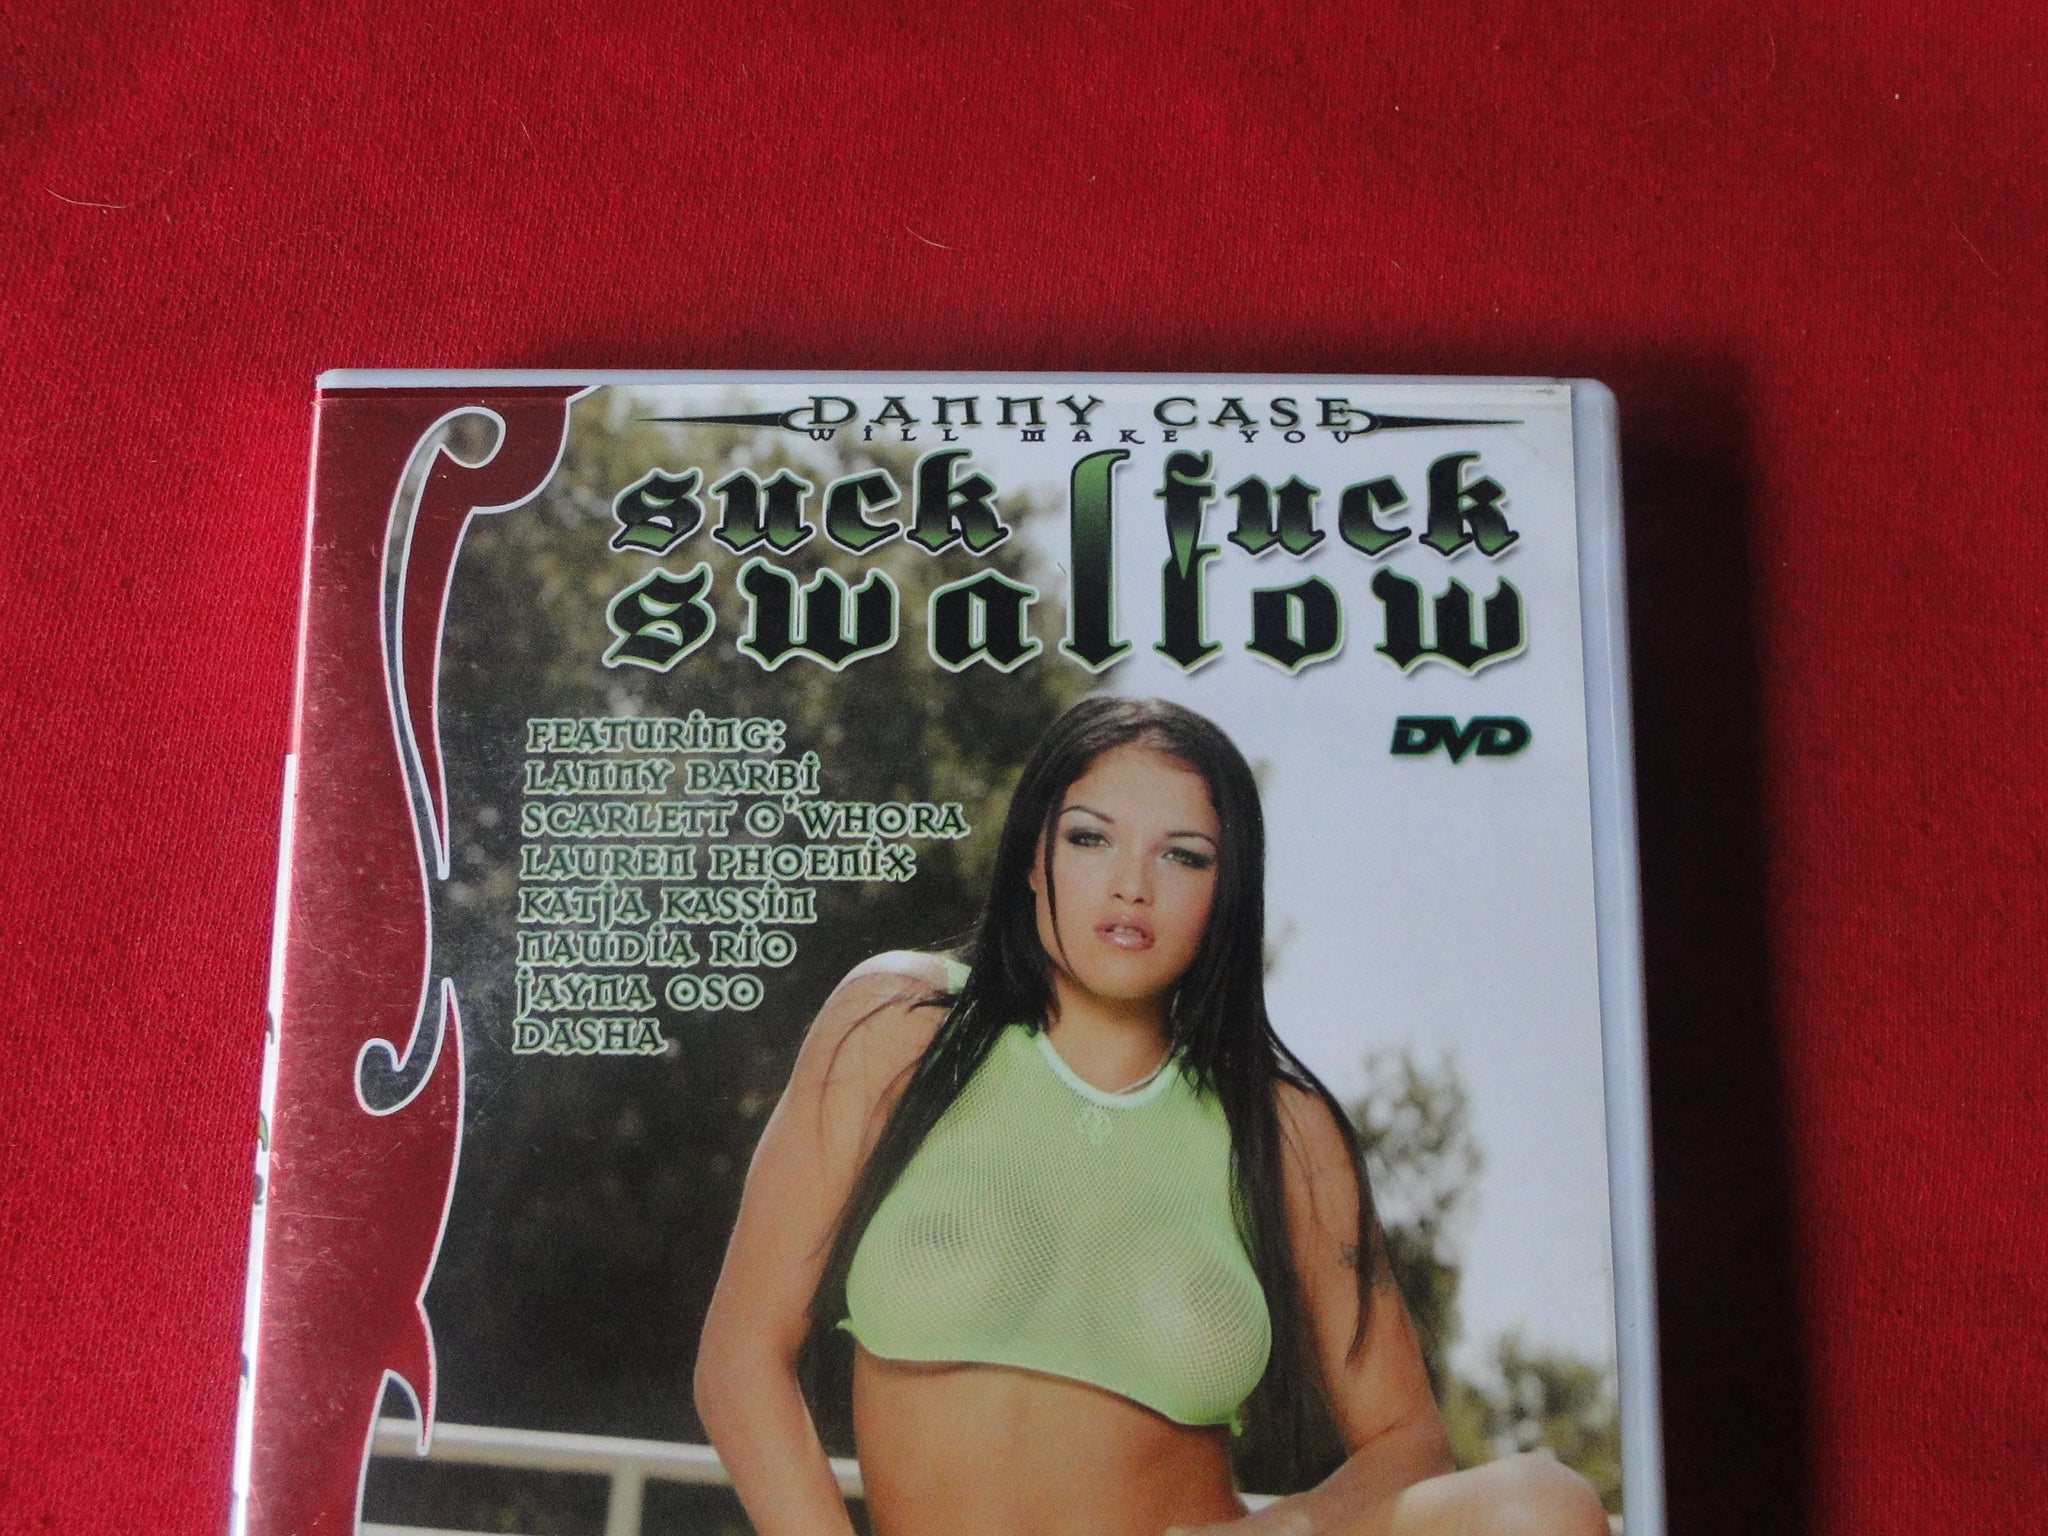 DANNY CASE
WILL MAKE YOU
suck fuck
swallow
DVD
FEATURING:
LANNY BARBI
SCARLETT O'WHORA
LAUREN PHOENIX
KATJA KASSIN
NAUDIA RIO
JAYNA OSO
DASHA